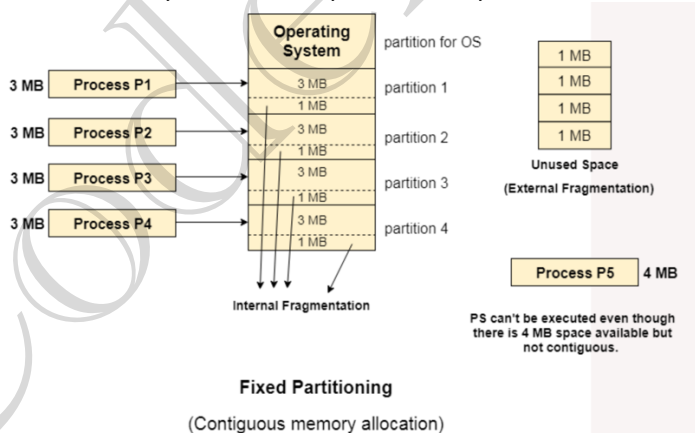 Operating
System
partition for OS
3 MB Process P1 3 MB partition 1
1 MB
3 MB Process P2 3 MB partition 2
1 MB
3 MB Process P3 3 MB partition 3
1 MB
3 MB Process P4 3 MB partition 4
1 MB
Internal Fragmentation
1 MB
1 MB
1 MB
1 MB
Unused Space
(External Fragmentation)
Process P5 4 MB
PS can't be executed even though
there is 4 MB space available but
not contiguous.
Fixed Partitioning
(Contiguous memory allocation)